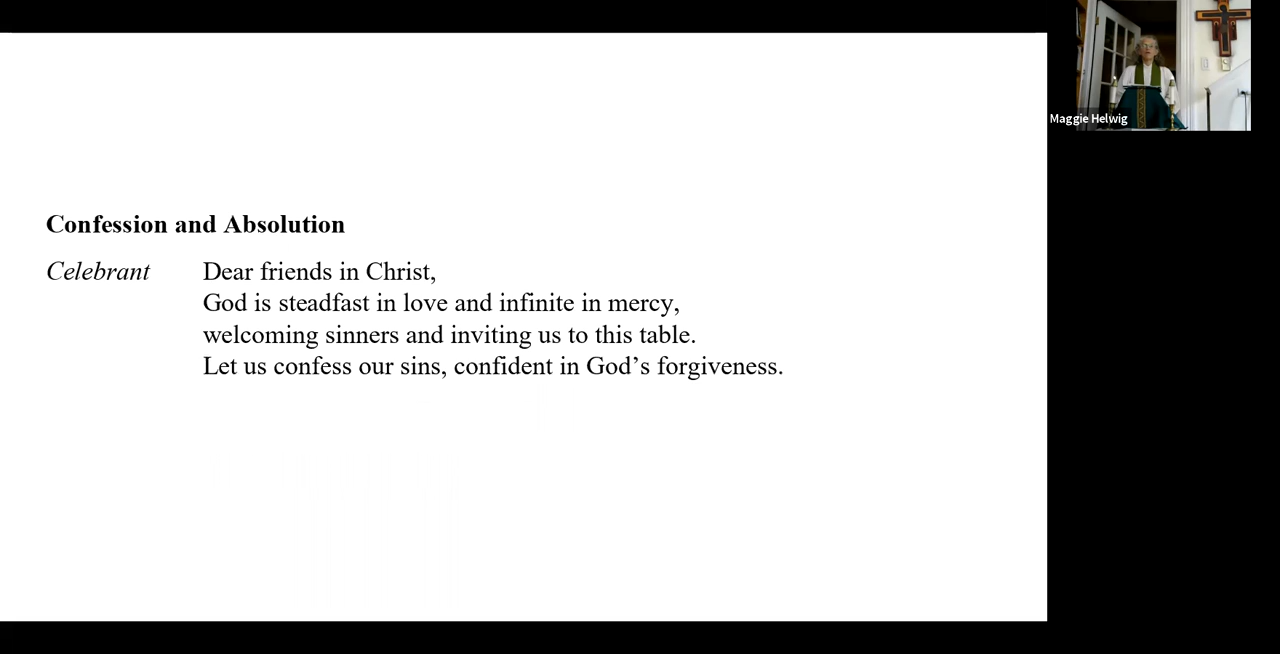 Confession and Absolution
Celebrant Dear friends in Christ,
God is steadfast in love and infinite in mercy,
welcoming sinners and inviting us to this table.
Let us confess our sins, confident in God’s forgiveness.
Maggie Helwig